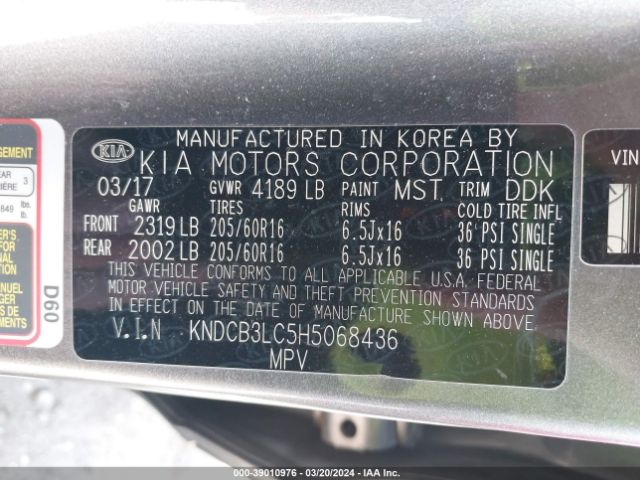 MANUFACTURED IN KOREA BY
KIA KIA MOTORS CORPORATION
03/17 GVWR 4189 LB PAINT MST TRIM DDK
GAWR TIRES RIMS COLD TIRE INFL
FRONT 2319 LB 205/60R16 6.5Jx16 36 PSI SINGLE
REAR 2002 LB 205/60R16 6.5Jx16 36 PSI SINGLE
THIS VEHICLE CONFORMS TO ALL APPLICABLE U.S.A. FEDERAL
MOTOR VEHICLE SAFETY AND THEFT PREVENTION STANDARDS
IN EFFECT ON THE DATE OF MANUFACTURE SHOWN ABOVE.
V.I.N KNDCB3LC5H5068436
MPV
D60
VIN
000-39010976 - 03/20/2024 - IAAI.COM